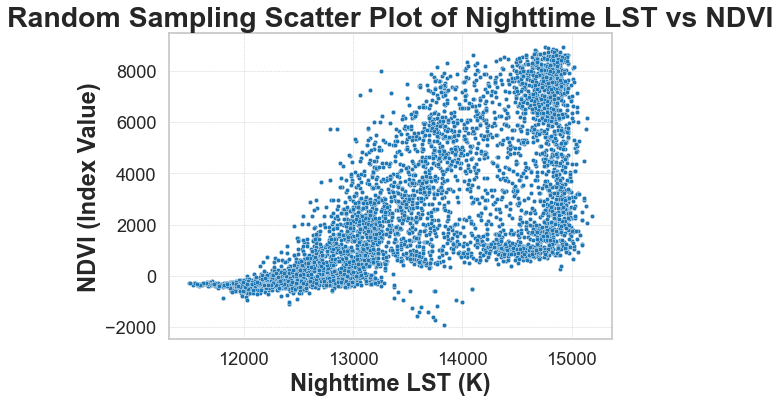 Random Sampling Scatter Plot of Nighttime LST vs NDVI
NDVI (Index Value)
8000
6000
4000
2000
0
−2000
12000 13000 14000 15000
Nighttime LST (K)